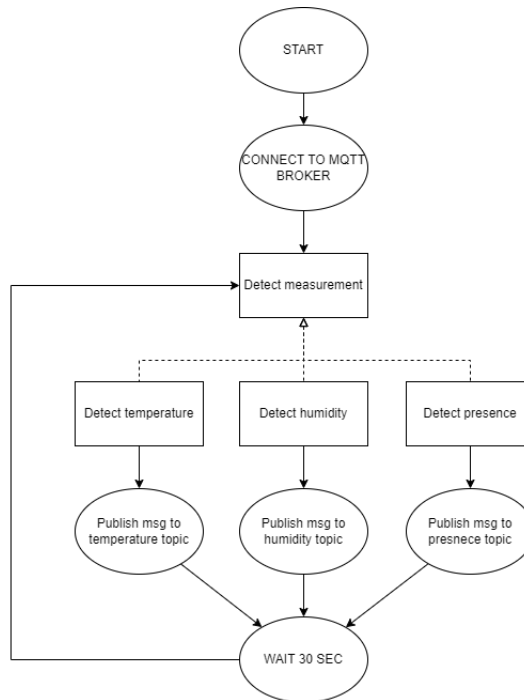 START
CONNECT TO MQTT
BROKER
Detect measurement
Detect temperature
Detect humidity
Detect presence
Publish msg to
temperature topic
Publish msg to
humidity topic
Publish msg to
presnece topic
WAIT 30 SEC